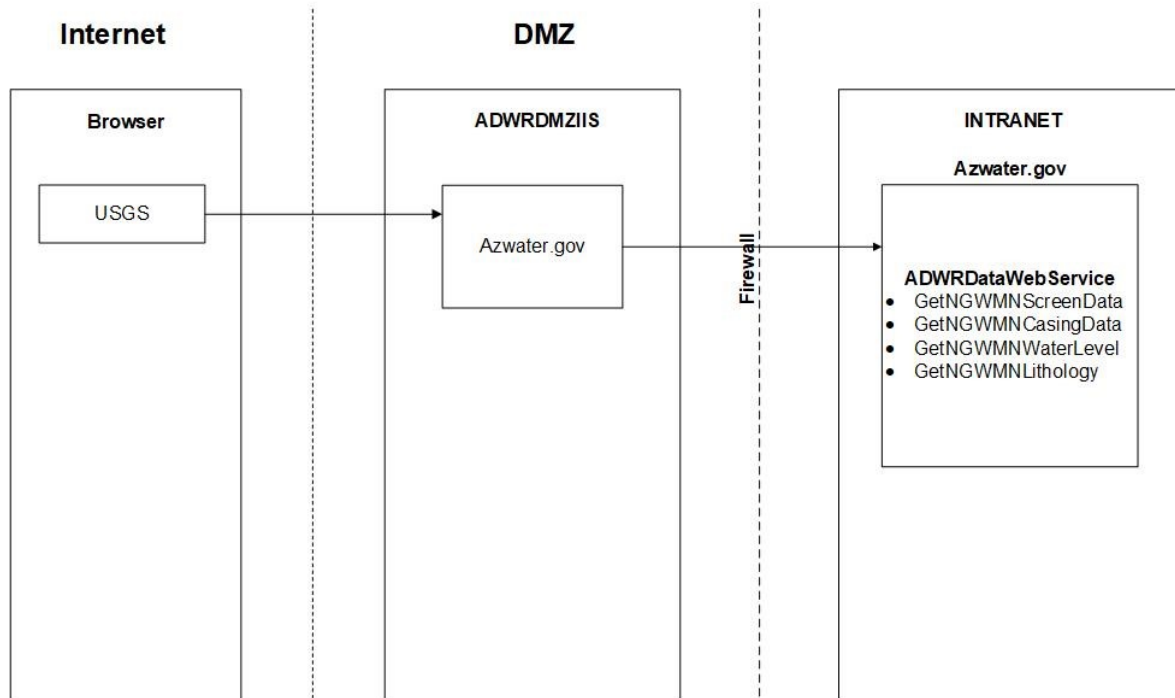 Internet
DMZ
Browser
USGS
ADWRDMZIIS
Azwater.gov
Firewall
INTRANET
Azwater.gov
ADWRDataWebService
• GetNGWMNScreenData
• GetNGWMNCasingData
• GetNGWMNWaterLevel
• GetNGWMNLithology